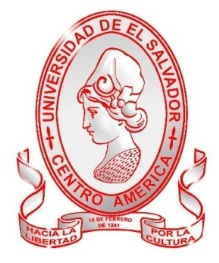 UNIVERSIDAD DE EL SALVADOR
CENTRO AMERICA
HACIA LA
LIBERTAD
16 DE FEBRERO
DE 1841
POR LA
CULTURA